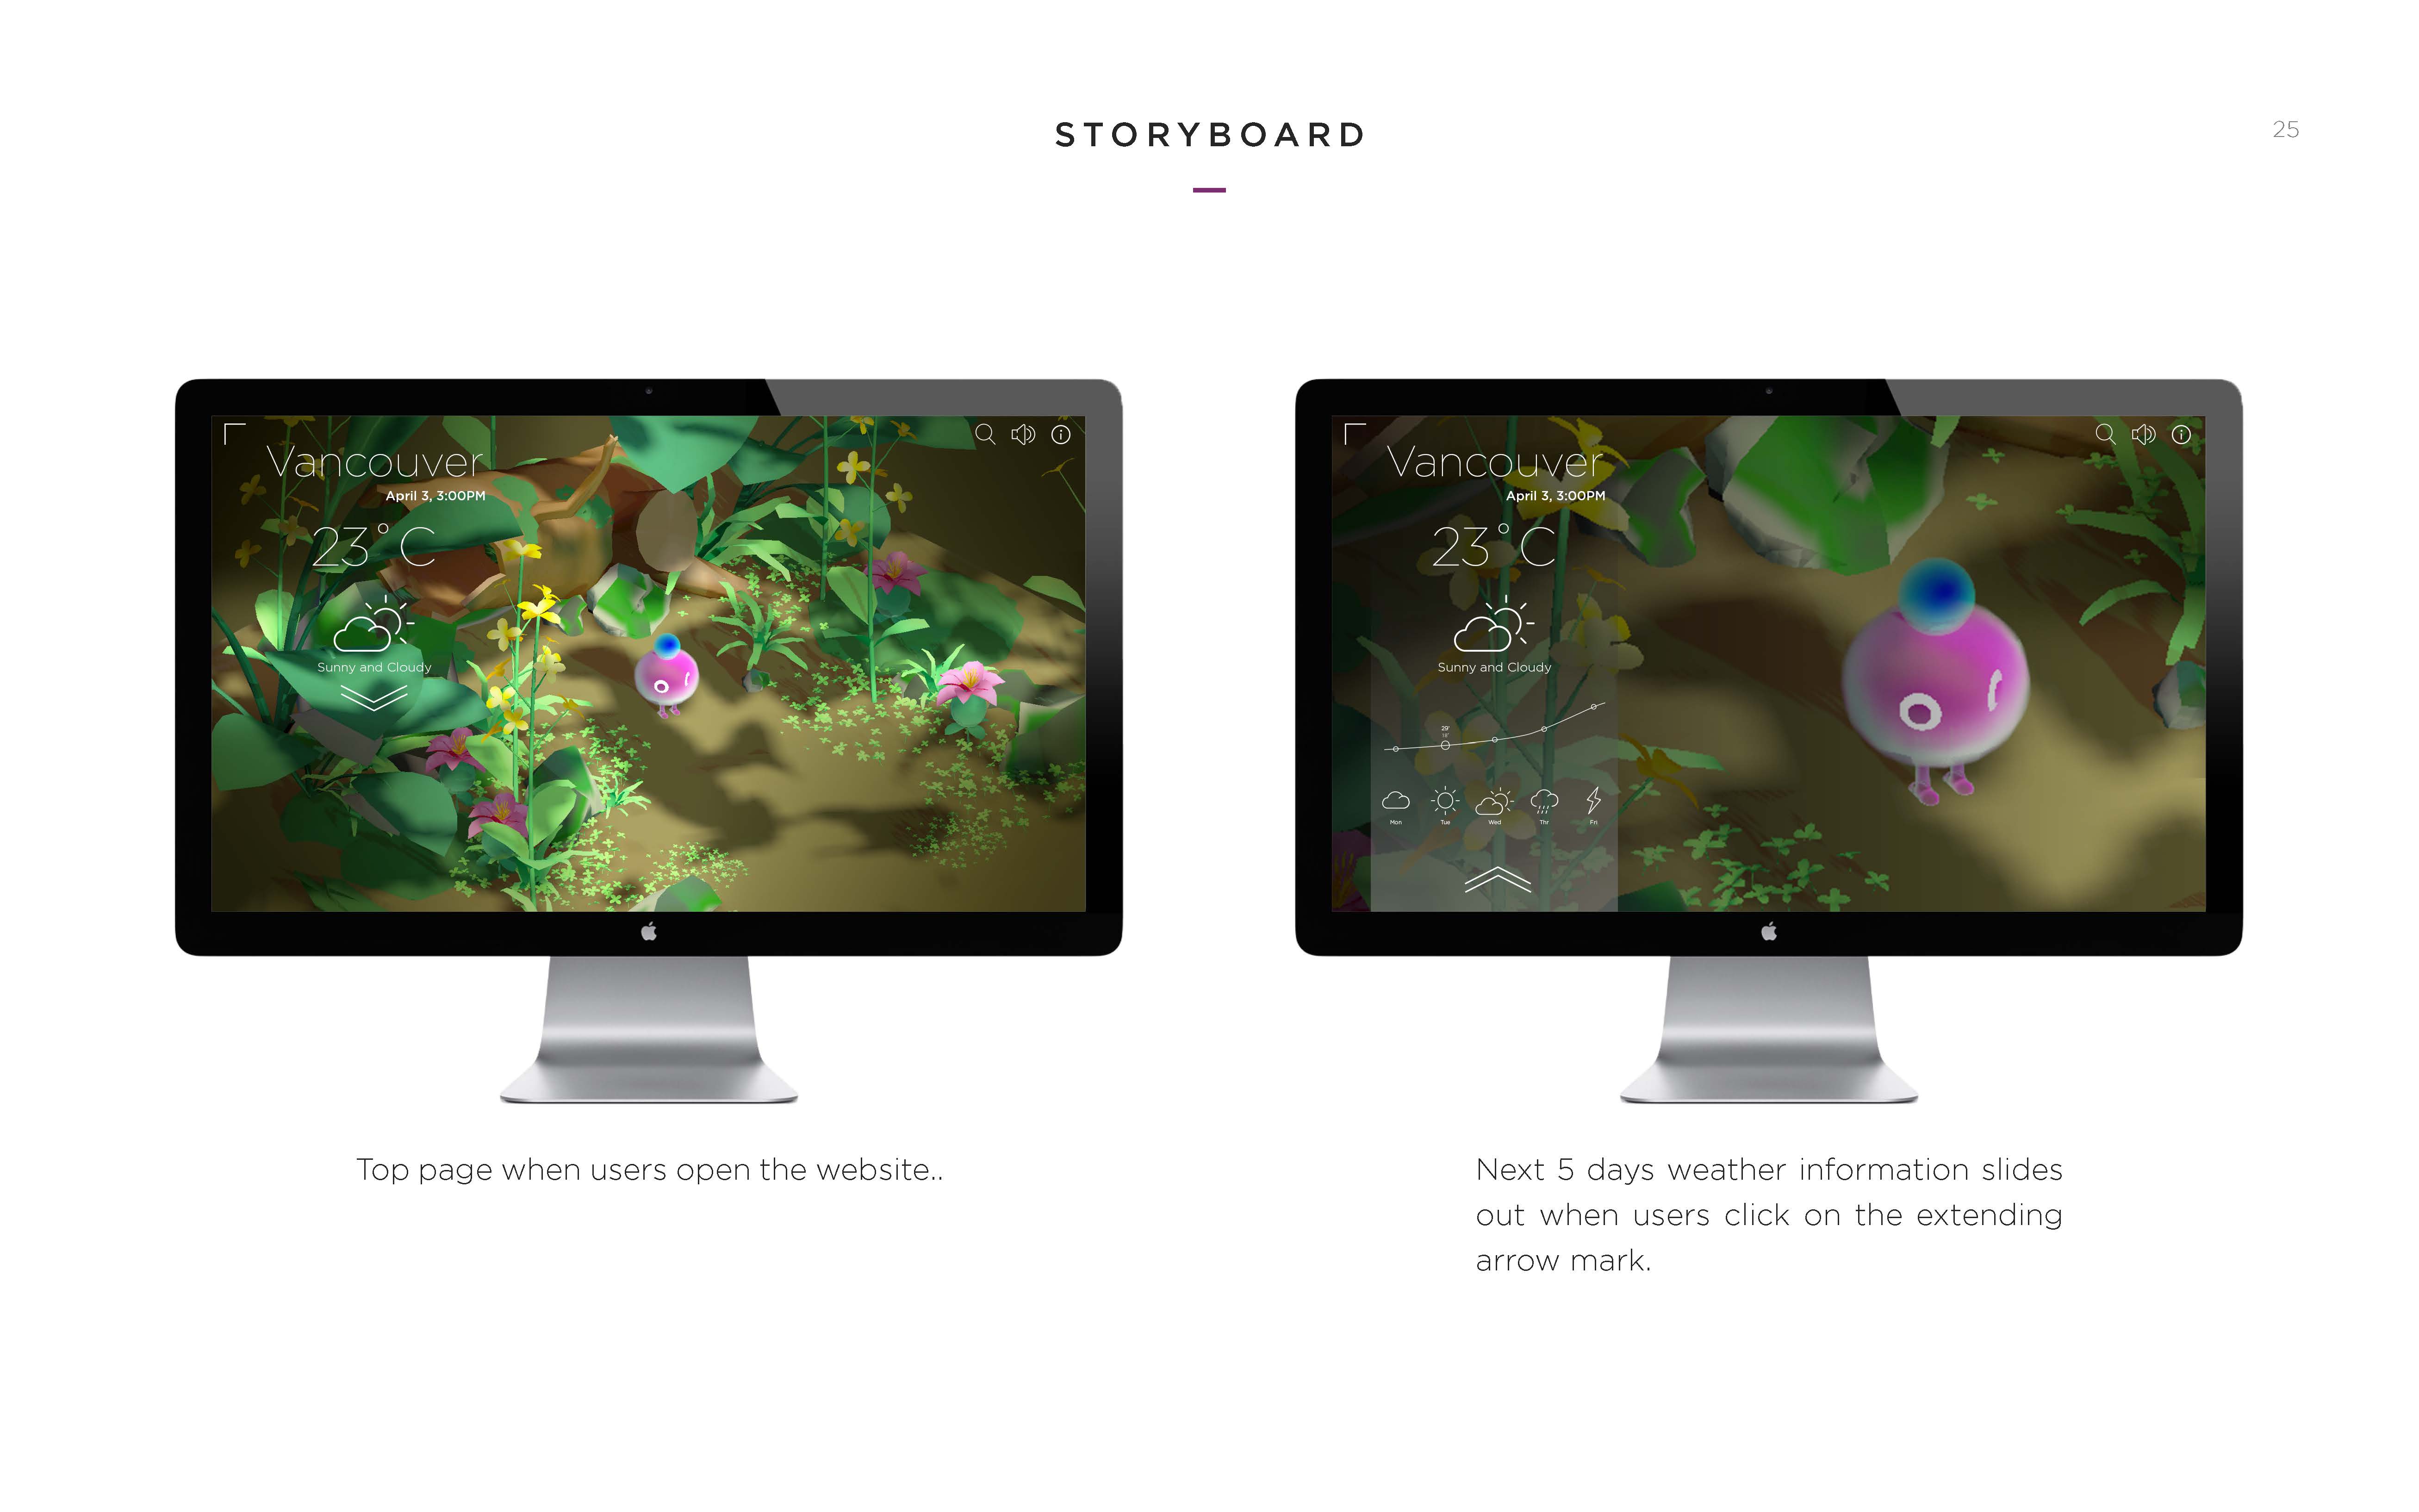 STORYBOARD
25
Vancouver
April 3, 3:00PM
23°C
Sunny and Cloudy
Vancouver
April 3, 3:00PM
23°C
Sunny and Cloudy
29°
19°
Mon Tue Wed Thr Fri
Top page when users open the website..
Next 5 days weather information slides
out when users click on the extending
arrow mark.